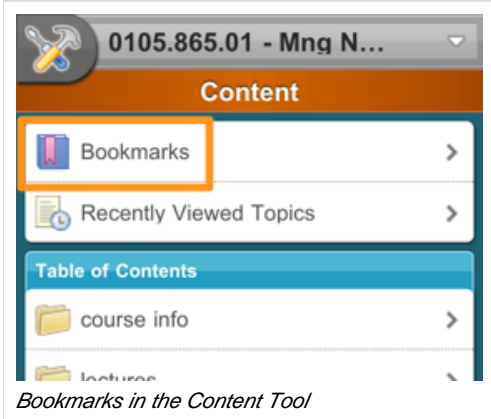 0105.865.01 - Mng N...
Content
Bookmarks
Recently Viewed Topics
Table of Contents
course info
lectures
Bookmarks in the Content Tool